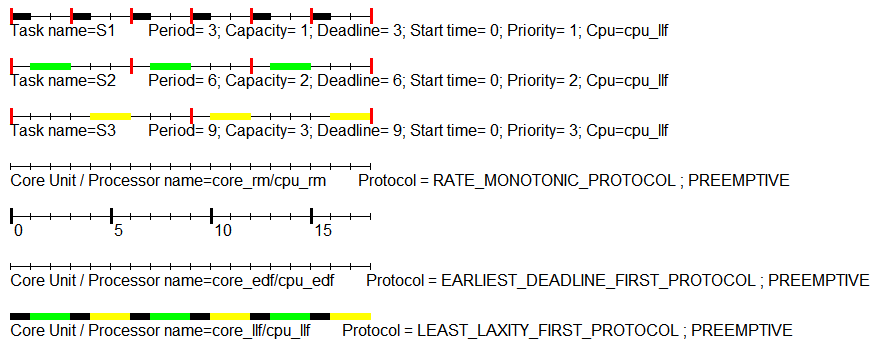 Task name=S1 Period= 3; Capacity= 1; Deadline= 3; Start time= 0; Priority= 1; Cpu=cpu_llf
Task name=S2 Period= 6; Capacity= 2; Deadline= 6; Start time= 0; Priority= 2; Cpu=cpu_llf
Task name=S3 Period= 9; Capacity= 3; Deadline= 9; Start time= 0; Priority= 3; Cpu=cpu_llf
Core Unit / Processor name=core_rm/cpu_rm Protocol = RATE_MONOTONIC_PROTOCOL ; PREEMPTIVE
0 5 10 15
Core Unit / Processor name=core_edf/cpu_edf Protocol = EARLIEST_DEADLINE_FIRST_PROTOCOL ; PREEMPTIVE
Core Unit / Processor name=core_llf/cpu_llf Protocol = LEAST_LAXITY_FIRST_PROTOCOL ; PREEMPTIVE